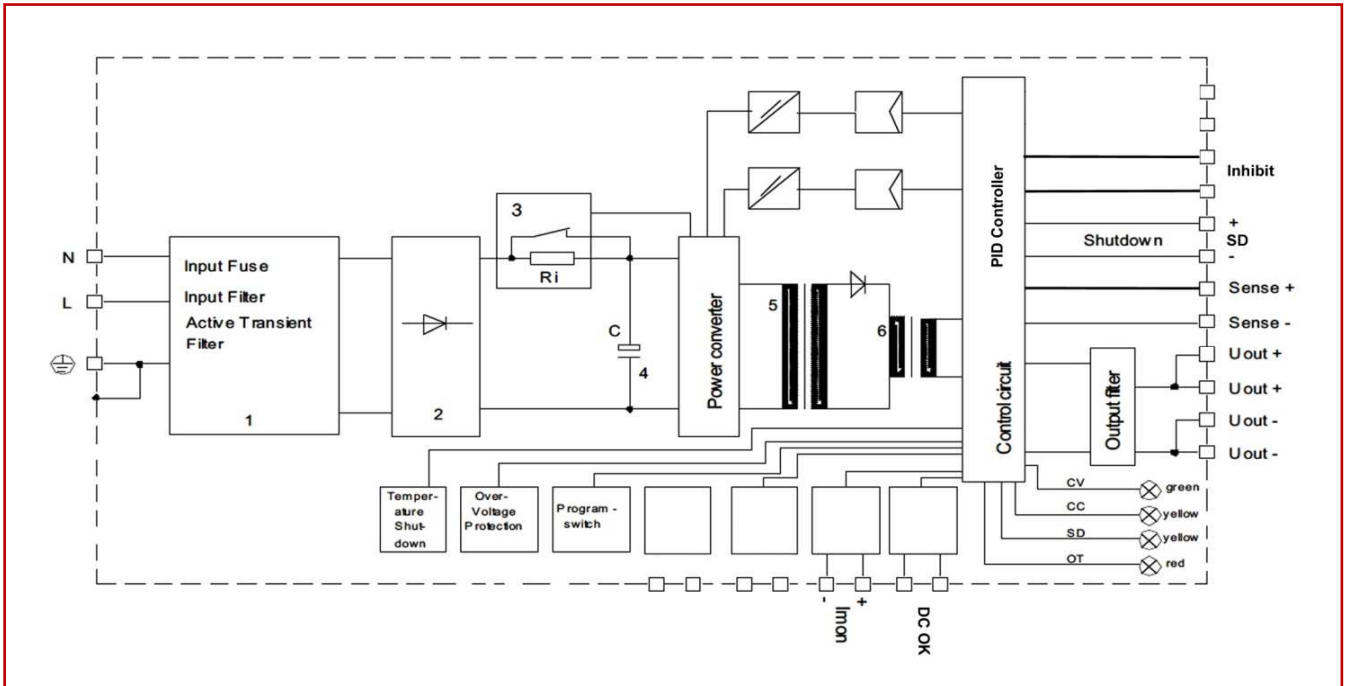 3
Inhibit
PID Controller
+
Shutdown
SD
-
N
Input Fuse
Ri
5
Sense +
L
Input Filter
Active Transient
Filter
C
4
Power converter
6
Sense -
Uout +
Uout +
1
2
Control circuit
Output filter
Uout -
Uout -
CV
green
CC
yellow
SD
yellow
OT
red
Temper-
ature
Shut-
down
Over-
Voltage
Protection
Program -
switch
-
+
Imon
DC OK